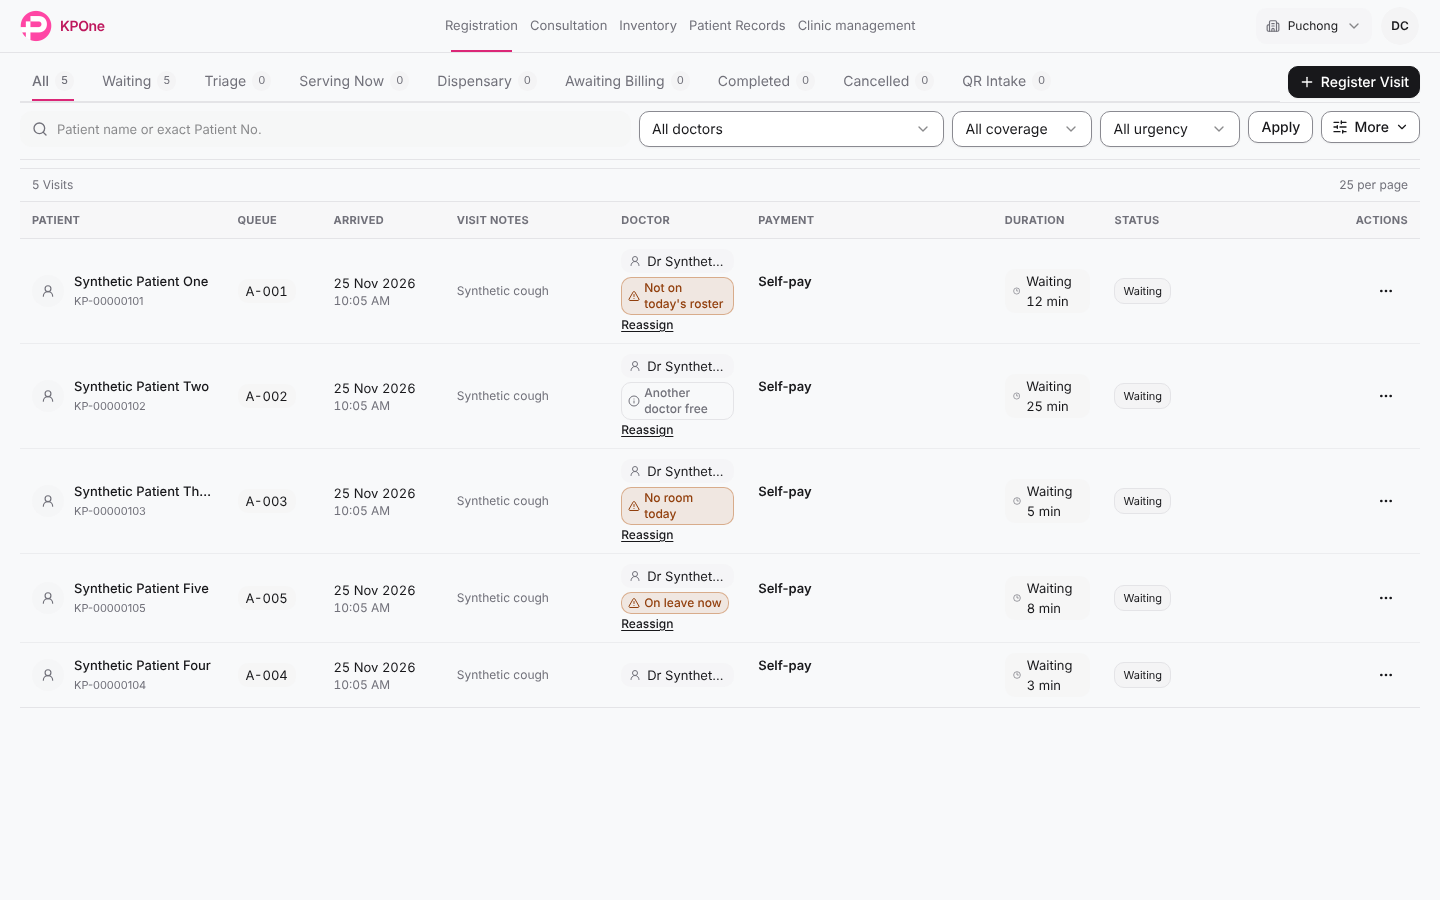 KPOne
Registration Consultation Inventory Patient Records Clinic management
Puchong
DC
All 5 Waiting 5 Triage 0 Serving Now 0 Dispensary 0 Awaiting Billing 0 Completed 0 Cancelled 0 QR Intake 0
+ Register Visit
Patient name or exact Patient No.
All doctors
All coverage
All urgency
Apply
More
5 Visits
25 per page
PATIENT QUEUE ARRIVED VISIT NOTES DOCTOR PAYMENT DURATION STATUS ACTIONS
Synthetic Patient One
KP-00000101
A-001
25 Nov 2026
10:05 AM
Synthetic cough
Dr Synthet...
Not on
today's roster
Reassign
Self-pay
Waiting
12 min
Waiting
...
Synthetic Patient Two
KP-00000102
A-002
25 Nov 2026
10:05 AM
Synthetic cough
Dr Synthet...
Another
doctor free
Reassign
Self-pay
Waiting
25 min
Waiting
...
Synthetic Patient Th...
KP-00000103
A-003
25 Nov 2026
10:05 AM
Synthetic cough
Dr Synthet...
No room
today
Reassign
Self-pay
Waiting
5 min
Waiting
...
Synthetic Patient Five
KP-00000105
A-005
25 Nov 2026
10:05 AM
Synthetic cough
Dr Synthet...
On leave now
Reassign
Self-pay
Waiting
8 min
Waiting
...
Synthetic Patient Four
KP-00000104
A-004
25 Nov 2026
10:05 AM
Synthetic cough
Dr Synthet...
Self-pay
Waiting
3 min
Waiting
...